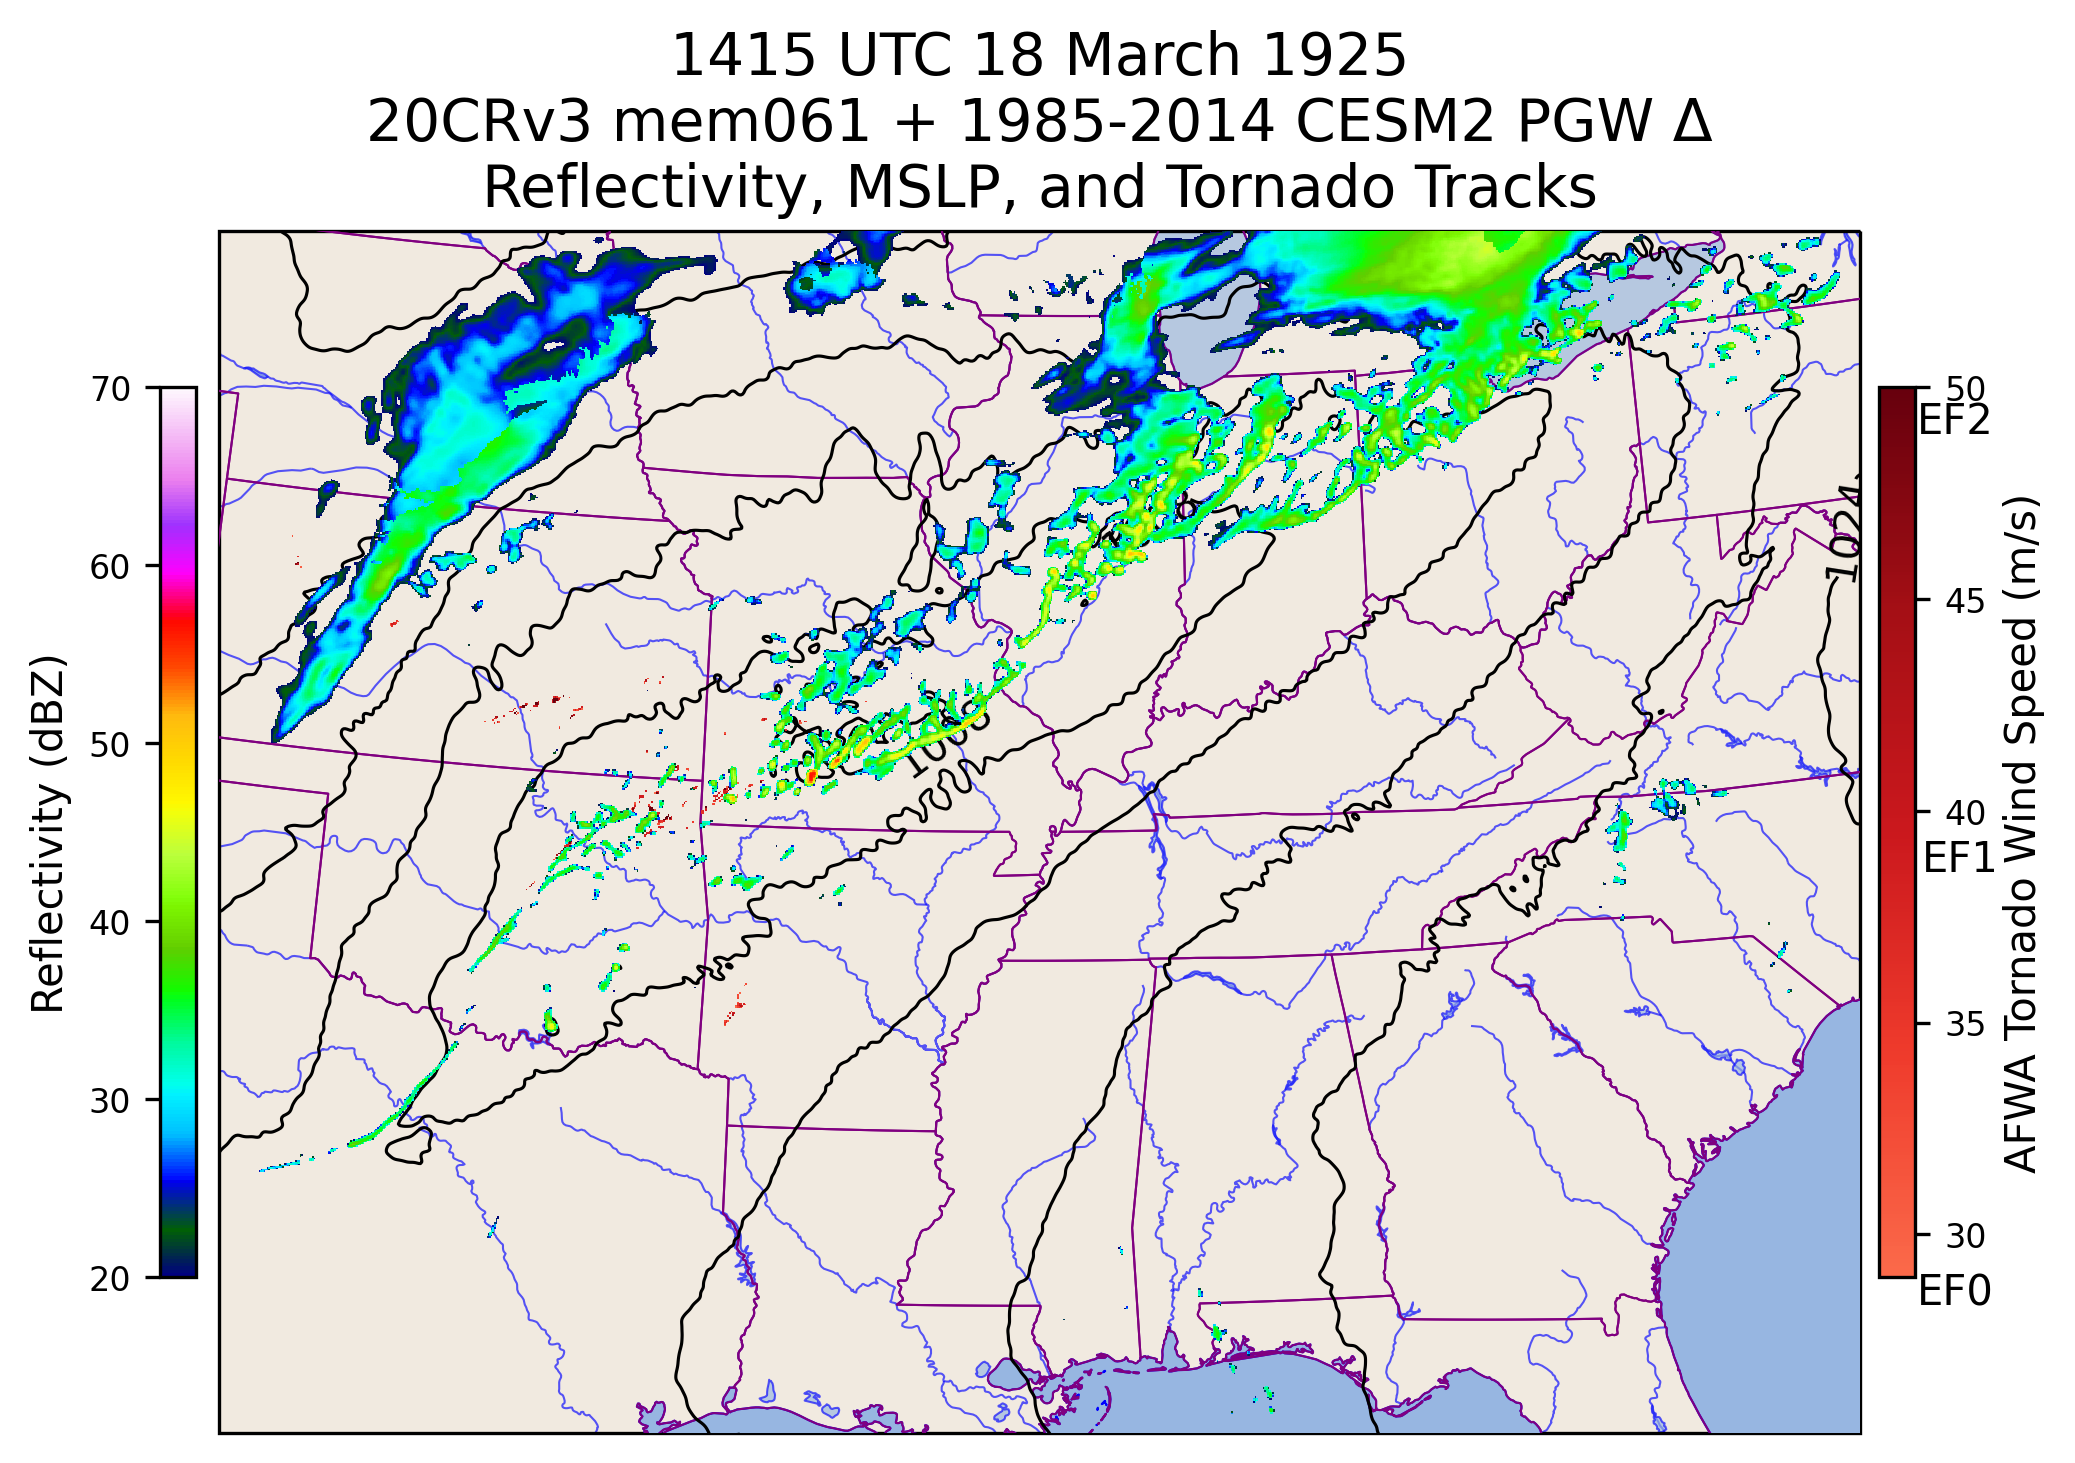 1415 UTC 18 March 1925
20CRv3 mem061 + 1985-2014 CESM2 PGW Δ
Reflectivity, MSLP, and Tornado Tracks
Reflectivity (dBZ)
70
60
50
40
30
20
1024
50
EF2
45
40
EF1
35
30
EF0
AFWA Tornado Wind Speed (m/s)